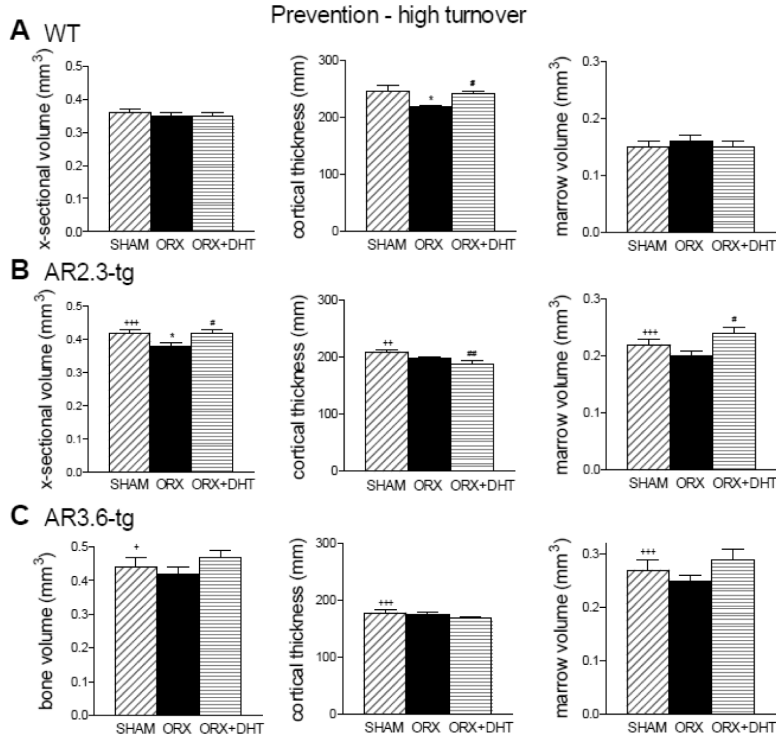 Prevention - high turnover
A WT
x-sectional volume (mm3)
0.5
0.4
0.3
0.2
0.1
0.0
*
SHAM ORX ORX+DHT
cortical thickness (mm)
300
200
100
0
* #
SHAM ORX ORX+DHT
marrow volume (mm3)
0.3
0.2
0.1
0.0
SHAM ORX ORX+DHT
B AR2.3-tg
x-sectional volume (mm3)
0.5
0.4
0.3
0.2
0.1
0.0
+++ * #
SHAM ORX ORX+DHT
cortical thickness (mm)
300
200
100
0
++ ##
SHAM ORX ORX+DHT
marrow volume (mm3)
0.3
0.2
0.1
0.0
+++ #
SHAM ORX ORX+DHT
C AR3.6-tg
bone volume (mm3)
0.5
0.4
0.3
0.2
0.1
0.0
+
SHAM ORX ORX+DHT
cortical thickness (mm)
300
200
100
0
+++
SHAM ORX ORX+DHT
marrow volume (mm3)
0.3
0.2
0.1
0.0
+++
SHAM ORX ORX+DHT